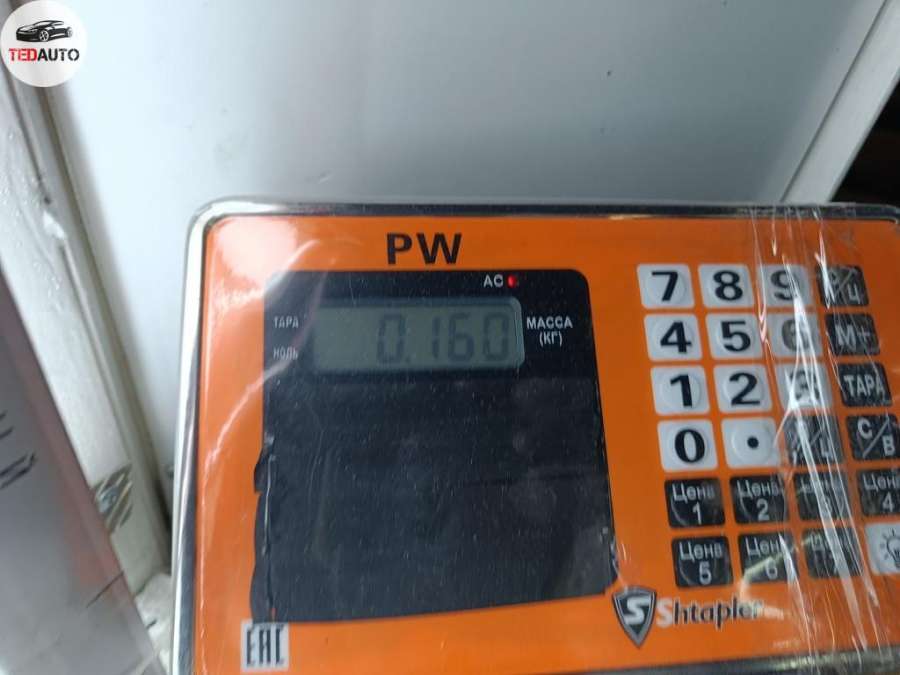 TEDAUTO
PW
AC
ТАРА
НОЛЬ
0.160
МАССА
(КГ)
7 8 9
4 5 6 M+
1 2 3 ТАРА
0 . С/В
Цена 1 Цена 2 Цена 4
Цена 5 Цена 6
Shtapler
EAC